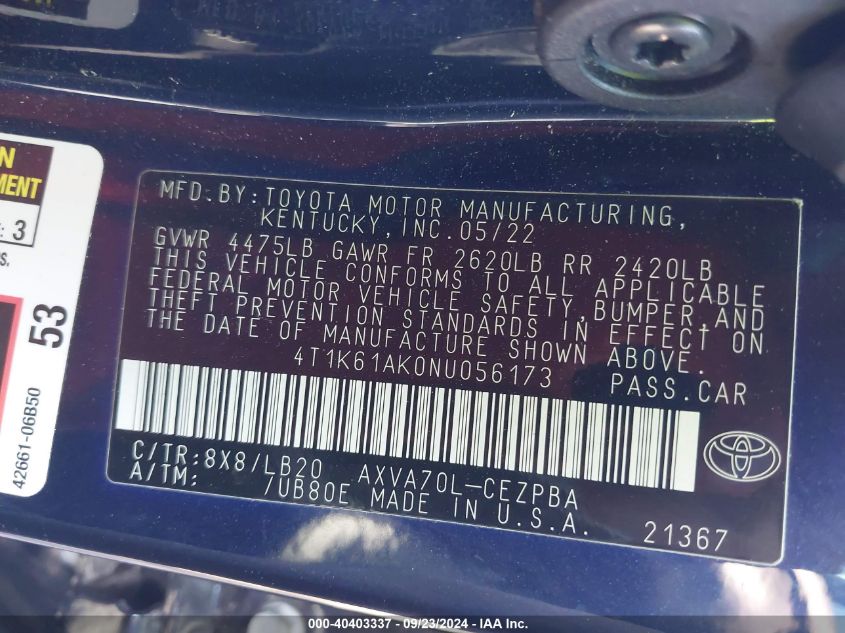 MFD.BY:TOYOTA MOTOR MANUFACTURING,
KENTUCKY,INC.05/22
GVWR 4475LB GAWR FR 2620LB RR 2420LB
THIS VEHICLE CONFORMS TO ALL APPLICABLE
FEDERAL MOTOR VEHICLE SAFETY,BUMPER,AND
THEFT PREVENTION STANDARDS IN EFFECT ON
THE DATE OF MANUFACTURE SHOWN ABOVE.
4T1K61AK0NU056173 PASS.CAR
C/TR:8X8/LB20 AXVA70L-CEZPBA
A/TM: 7UB80E MADE IN U.S.A.
21367
3
53
42661-06B50
000-40403337 - 09/23/2024 - IAA Inc.